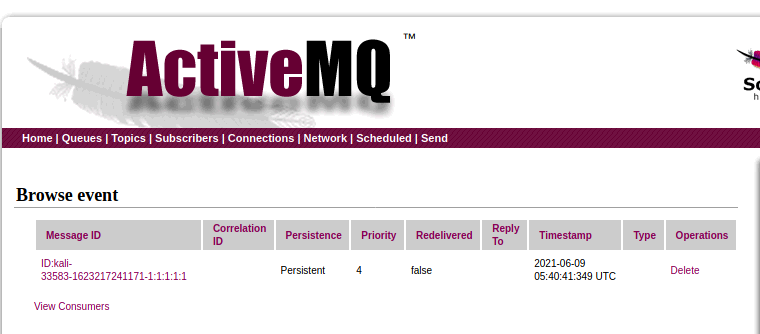 ActiveMQ ™
Home | Queues | Topics | Subscribers | Connections | Network | Scheduled | Send
Browse event
Message ID Correlation ID Persistence Priority Redelivered Reply To Timestamp Type Operations
ID:kali-
33583-1623217241171-1:1:1:1:1 Persistent 4 false 2021-06-09 05:40:41:349 UTC Delete
View Consumers